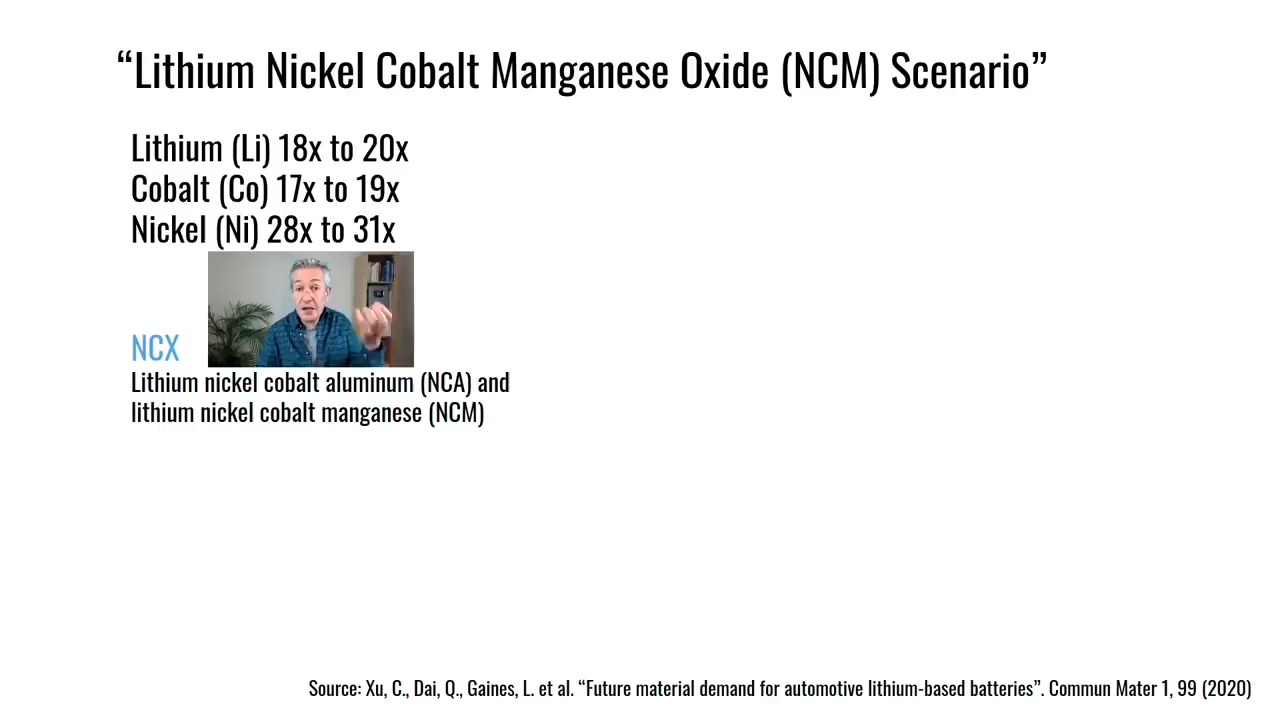 “Lithium Nickel Cobalt Manganese Oxide (NCM) Scenario”
Lithium (Li) 18x to 20x
Cobalt (Co) 17x to 19x
Nickel (Ni) 28x to 31x
NCX
Lithium nickel cobalt aluminum (NCA) and
lithium nickel cobalt manganese (NCM)
Source: Xu, C., Dai, Q., Gaines, L. et al. “Future material demand for automotive lithium-based batteries”. Commun Mater 1, 99 (2020)